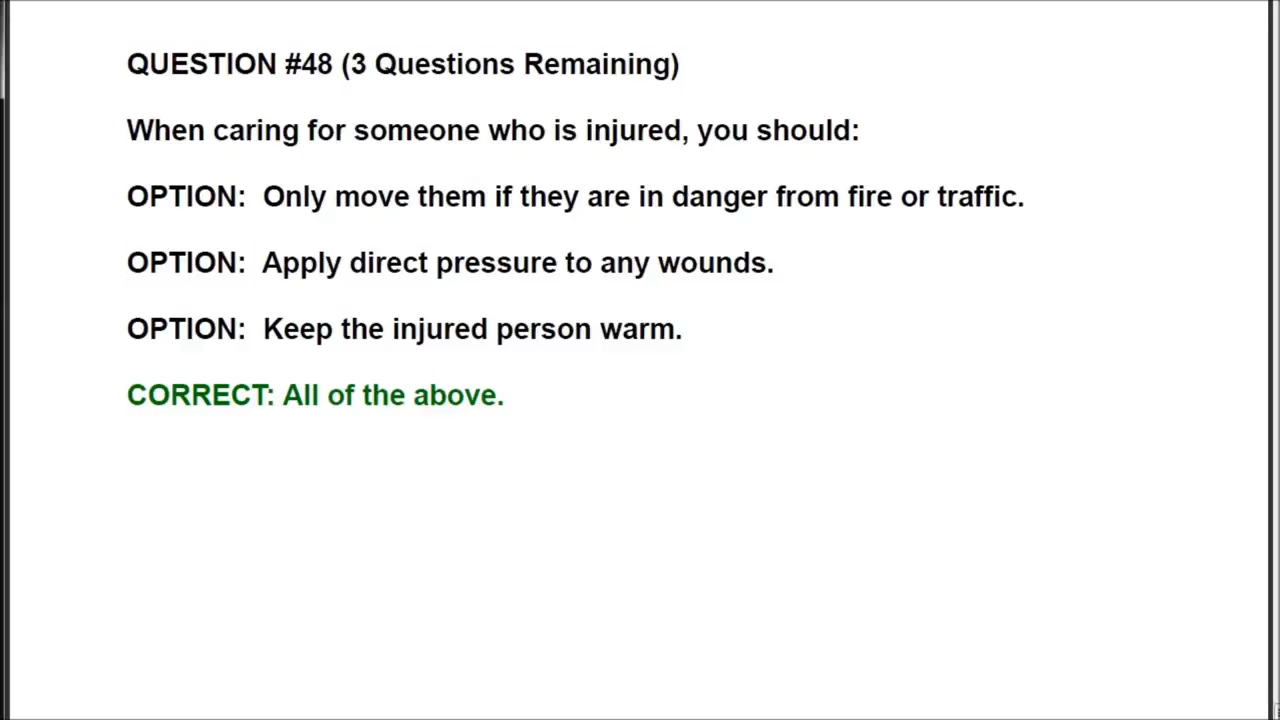 QUESTION #48 (3 Questions Remaining)
When caring for someone who is injured, you should:
OPTION:  Only move them if they are in danger from fire or traffic.
OPTION:  Apply direct pressure to any wounds.
OPTION:  Keep the injured person warm.
CORRECT: All of the above.